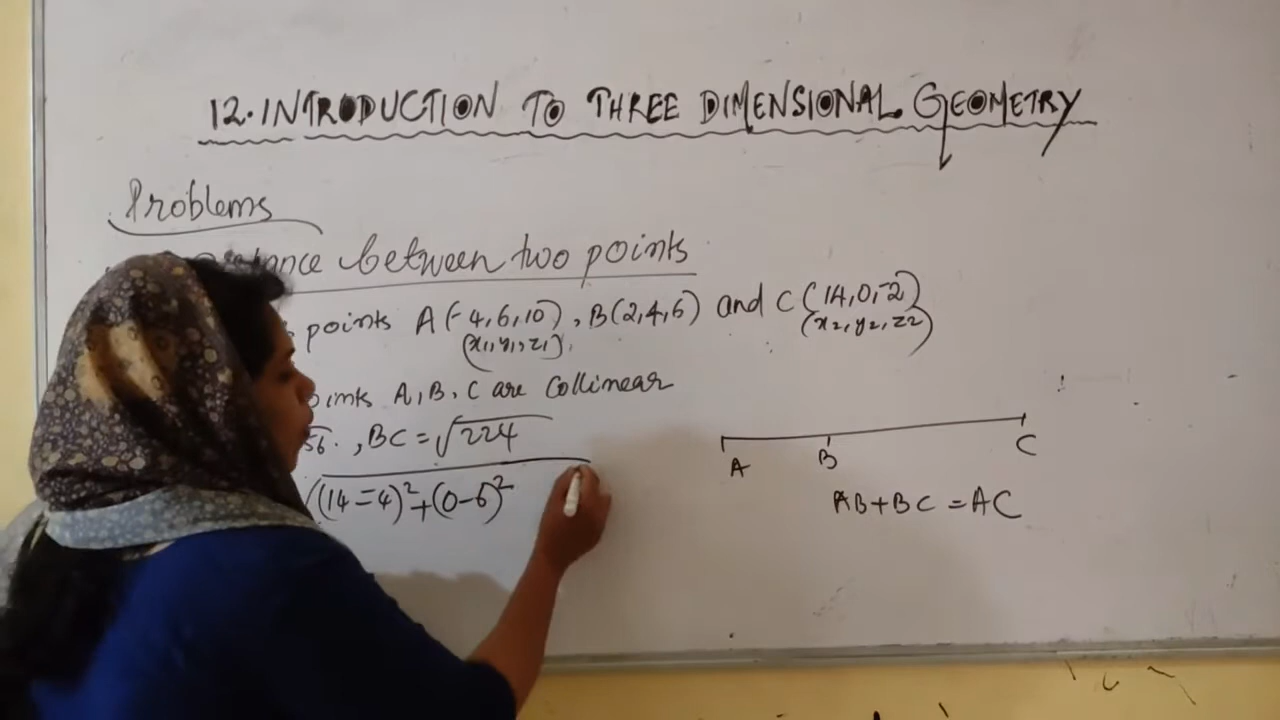 12. INTRODUCTION TO THREE DIMENSIONAL GEOMETRY
Problems
between two points
points A(-4,6,10), B(2,4,6) and C(14,0,-2)
(x1,y1,z1). (x2,y2,z2)
A,B,C are Collinear
56. , BC = √224
√(14--4)²+(0-6)²
A B C
AB+BC = AC